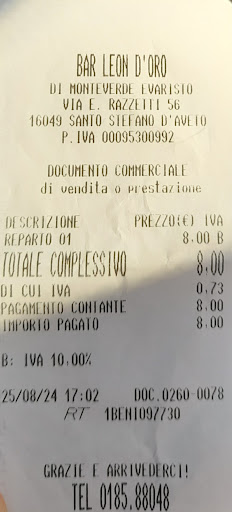 BAR LEON D'ORO
DI MONTEVERDE EVARISTO
VIA E. RAZZETTI 56
16049 SANTO STEFANO D'AVETO
P.IVA 00095300992
DOCUMENTO COMMERCIALE
di vendita o prestazione
DESCRIZIONE PREZZO(€) IVA
REPARTO 01 8.00 B
TOTALE COMPLESSIVO 8,00
DI CUI IVA 0,73
PAGAMENTO CONTANTE 8.00
IMPORTO PAGATO 8.00
B: IVA 10,00%
25/08/24 17:02 DOC.0260-0078
RT 1BENI097730
GRAZIE E ARRIVEDERCI!
TEL 0185.88048